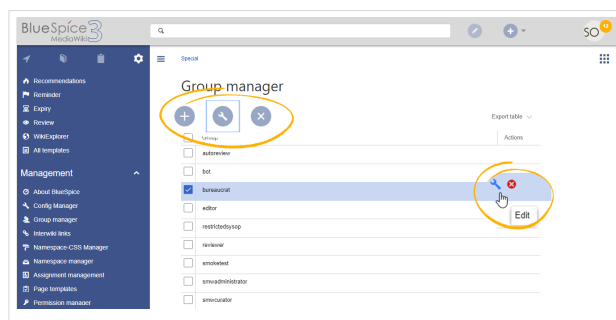 BlueSpice 3
MediaWiki
SO
12
Special
Recommendations
Reminder
Expiry
Review
WikiExplorer
All templates
Management
About BlueSpice
Config Manager
Group manager
Interwiki links
Namespace-CSS Manager
Namespace manager
Assignment management
Page templates
Permission manager
Group manager
Export table
Group
Actions
autoreview
bot
bureaucrat
Edit
editor
restrictedsysop
reviewer
smoketest
smwadministrator
smwcurator